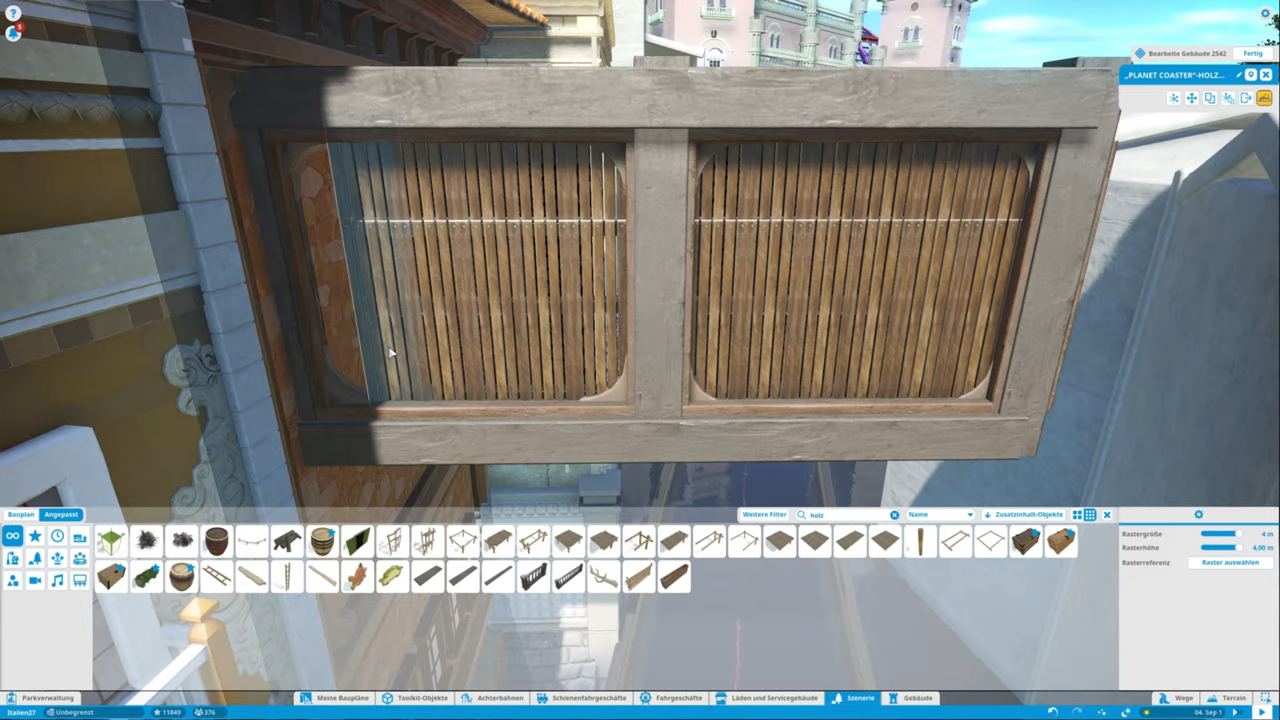 ?
5
Bearbeite Gebäude 2542
Fertig
„PLANET COASTER"-HOLZ...
Bauplan
Angepasst
Weitere Filter
holz
Name
Zusatzinhalt-Objekte
Rastergröße
4 m
Rasterhöhe
4,00 m
Rasterreferenz
Raster auswählen
Parkverwaltung
Meine Baupläne
Toolkit-Objekte
Achterbahnen
Schienenfahrgeschäfte
Fahrgeschäfte
Läden und Servicegebäude
Szenerie
Gebäude
Wege
Terrain
Italien27
Unbegrenzt
11849
376
04. Sep 1